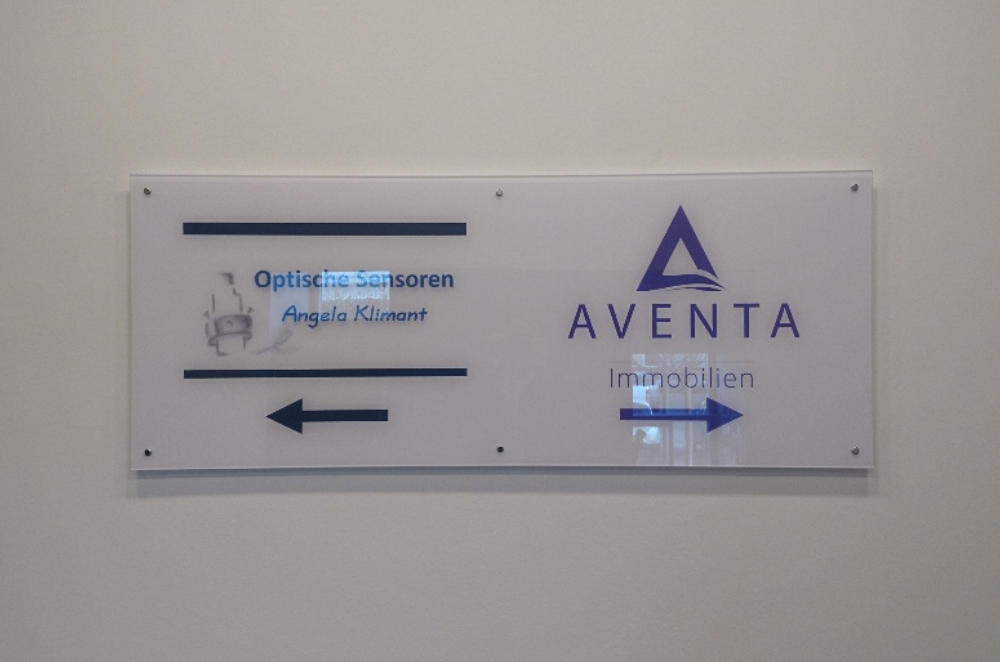 Optische Sensoren
Angela Klimant
AVENTA
Immobilien